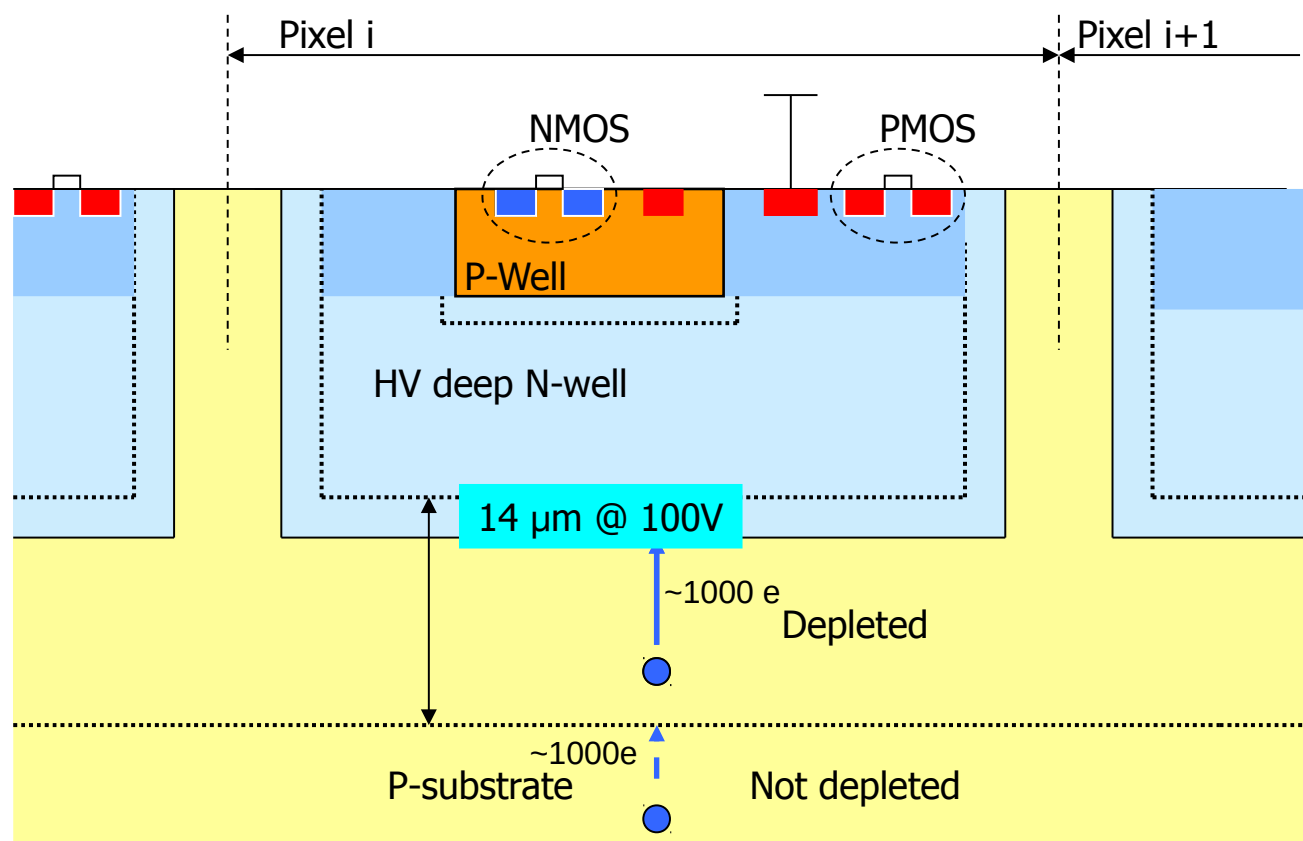 Pixel i
Pixel i+1
NMOS
PMOS
P-Well
HV deep N-well
14 µm @ 100V
~1000 e
Depleted
~1000e
P-substrate
Not depleted